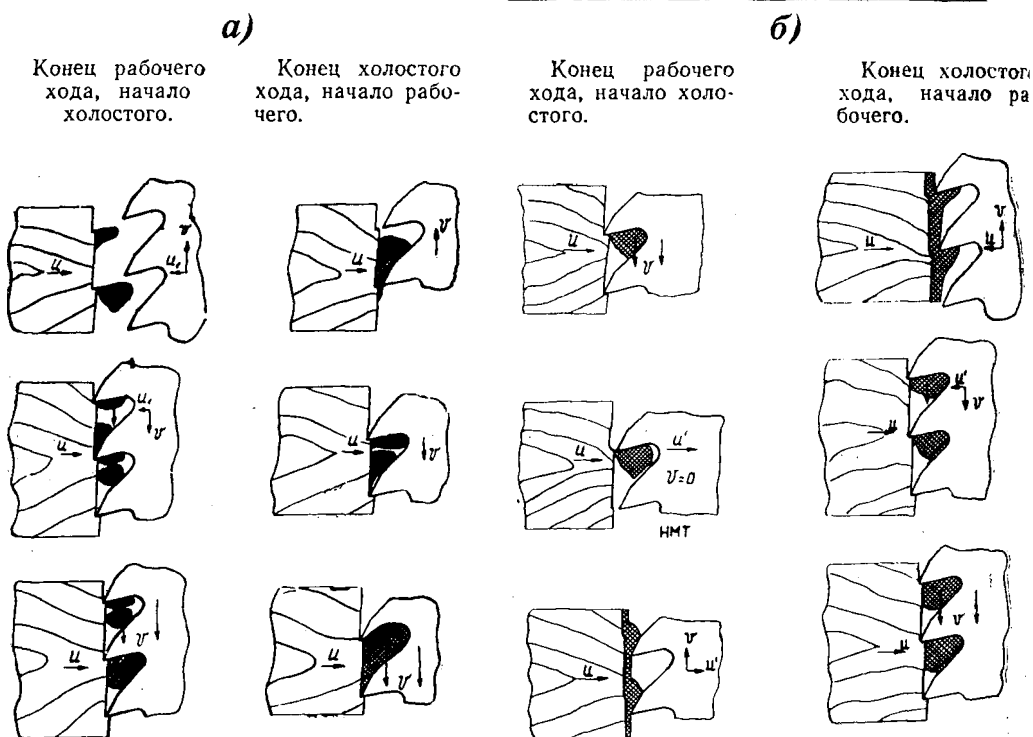 а)
б)
Конец рабочего
хода, начало
холостого.
Конец холостого
хода, начало рабо-
чего.
Конец рабочего
хода, начало холо-
стого.
Конец холостого
хода, начало ра
бочего.
u
u₁
v
u
v
u
v
u
u
v
u
u₁
v
u
v
u
u'
v=0
НМТ
u
u'
v
u
v
u
v
u
v
u'
u
v